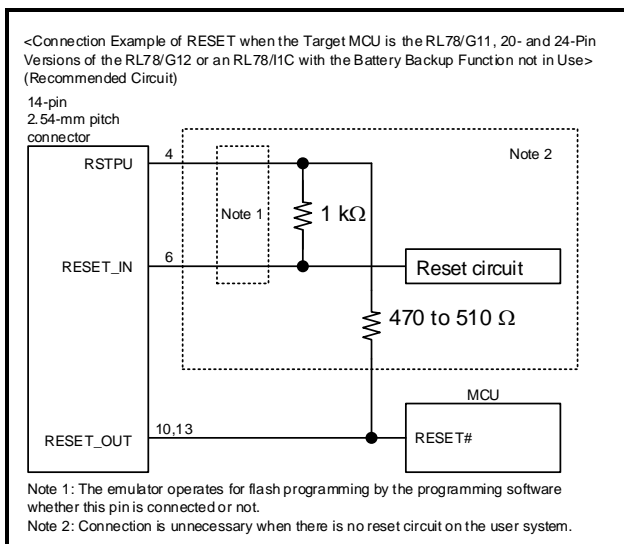 <Connection Example of RESET when the Target MCU is the RL78/G11, 20- and 24-Pin
Versions of the RL78/G12 or an RL78/I1C with the Battery Backup Function not in Use>
(Recommended Circuit)
14-pin
2.54-mm pitch
connector
RSTPU
4
Note 2
Note 1
1 kΩ
RESET_IN
6
Reset circuit
470 to 510 Ω
MCU
RESET_OUT
10,13
RESET#
Note 1: The emulator operates for flash programming by the programming software
whether this pin is connected or not.
Note 2: Connection is unnecessary when there is no reset circuit on the user system.